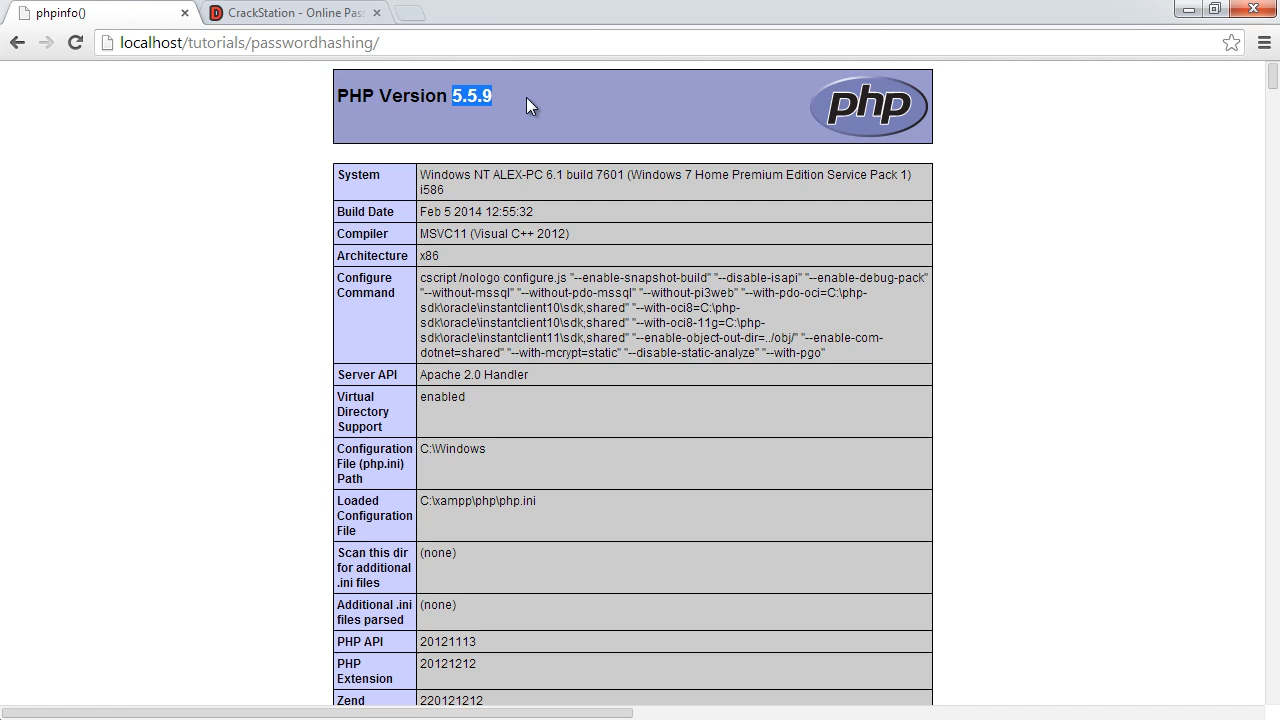 phpinfo()
CrackStation - Online Pas
localhost/tutorials/passwordhashing/
PHP Version 5.5.9
php
System
Windows NT ALEX-PC 6.1 build 7601 (Windows 7 Home Premium Edition Service Pack 1)
i586
Build Date
Feb 5 2014 12:55:32
Compiler
MSVC11 (Visual C++ 2012)
Architecture
x86
Configure
Command
cscript /nologo configure.js "--enable-snapshot-build" "--disable-isapi" "--enable-debug-pack"
"--without-mssql" "--without-pdo-mssql" "--without-pi3web" "--with-pdo-oci=C:\php-
sdk\oracle\instantclient10\sdk,shared" "--with-oci8=C:\php-
sdk\oracle\instantclient10\sdk,shared" "--with-oci8-11g=C:\php-
sdk\oracle\instantclient11\sdk,shared" "--enable-object-out-dir=../obj/" "--enable-com-
dotnet=shared" "--with-mcrypt=static" "--disable-static-analyze" "--with-pgo"
Server API
Apache 2.0 Handler
Virtual
Directory
Support
enabled
Configuration
File (php.ini)
Path
C:\Windows
Loaded
Configuration
File
C:\xampp\php\php.ini
Scan this dir
for additional
.ini files
(none)
Additional .ini
files parsed
(none)
PHP API
20121113
PHP
Extension
20121212
Zend
220121212